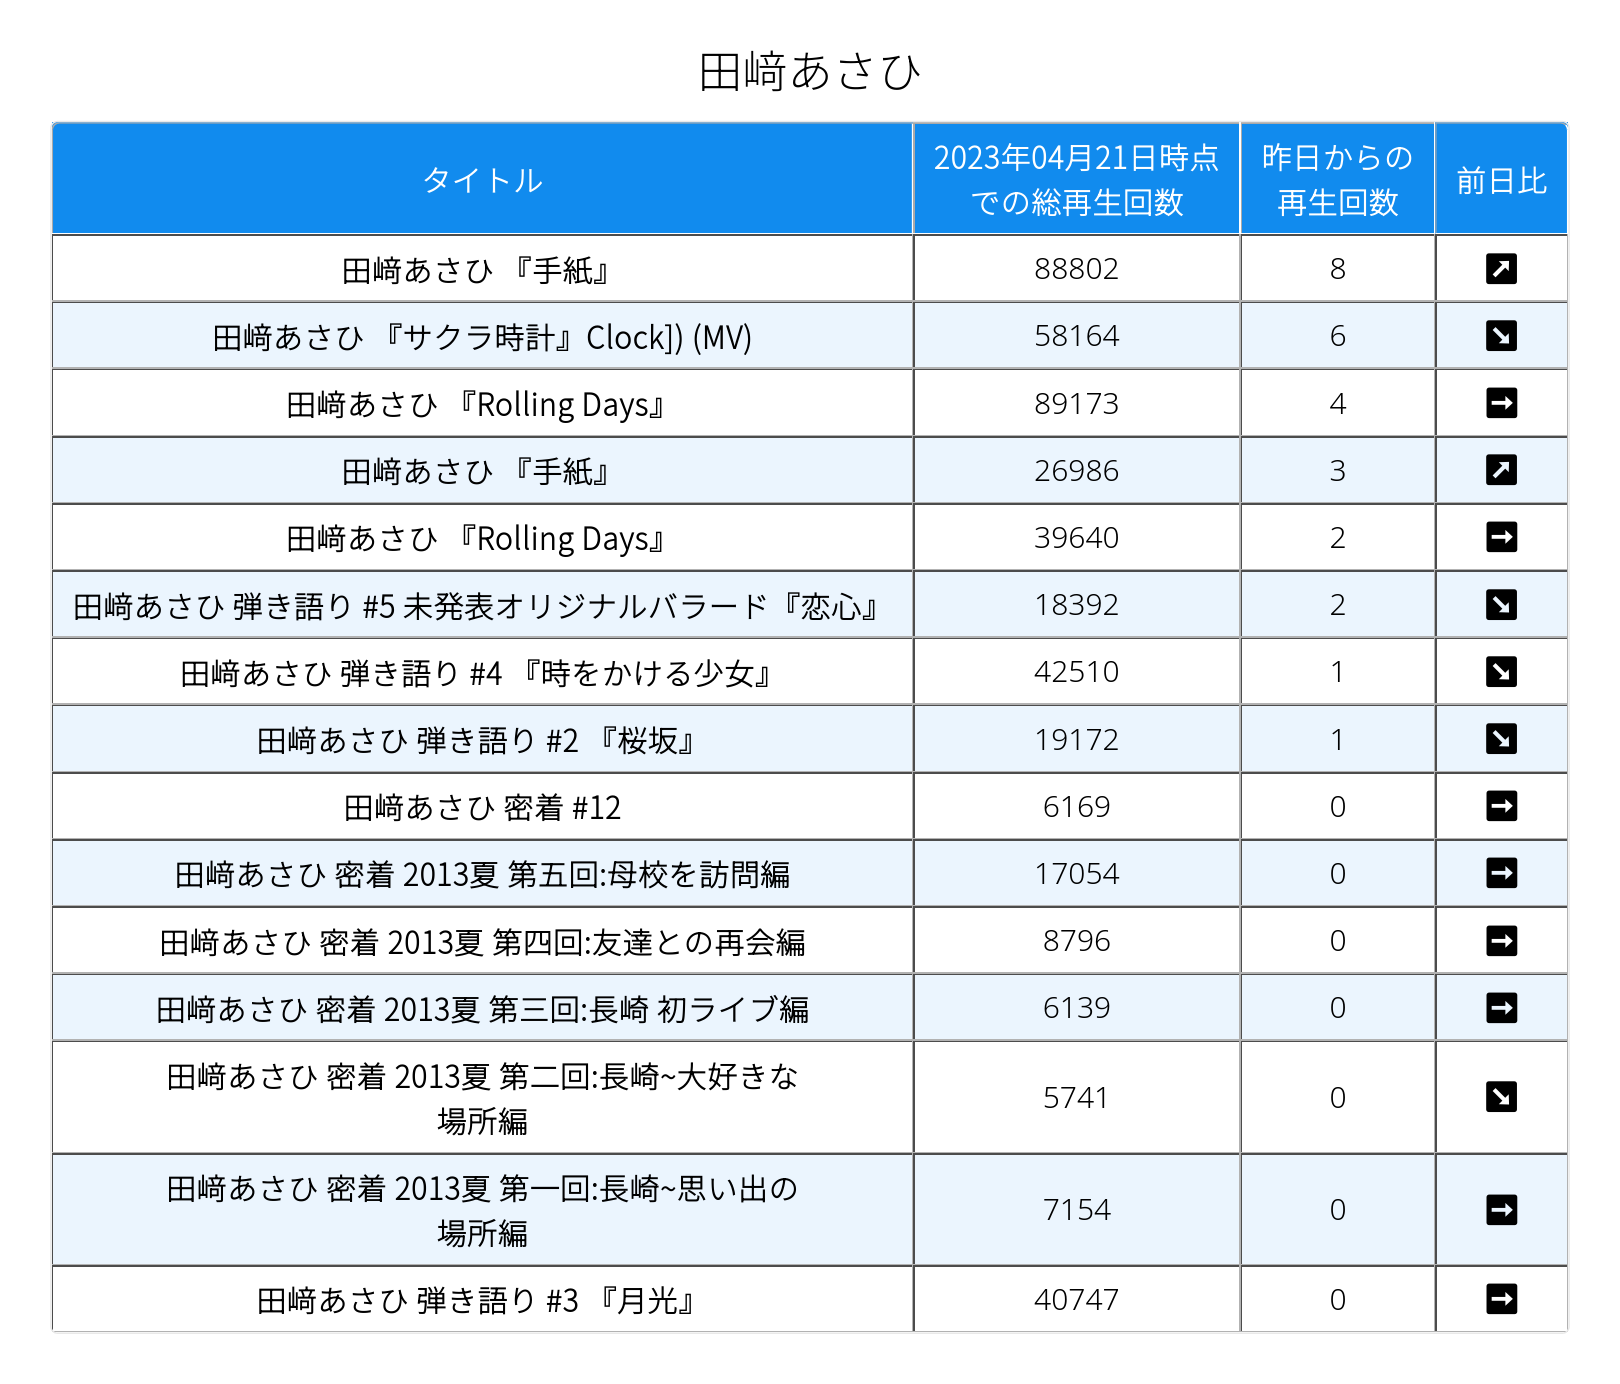 田﨑あさひ
タイトル
2023年04月21日時点
での総再生回数
昨日からの
再生回数
前日比
田﨑あさひ 『手紙』 88802 8 ↗
田﨑あさひ 『サクラ時計』Clock]) (MV) 58164 6 ↘
田﨑あさひ 『Rolling Days』 89173 4 →
田﨑あさひ 『手紙』 26986 3 ↗
田﨑あさひ 『Rolling Days』 39640 2 →
田﨑あさひ 弾き語り #5 未発表オリジナルバラード『恋心』 18392 2 ↘
田﨑あさひ 弾き語り #4 『時をかける少女』 42510 1 ↘
田﨑あさひ 弾き語り #2 『桜坂』 19172 1 ↘
田﨑あさひ 密着 #12 6169 0 →
田﨑あさひ 密着 2013夏 第五回:母校を訪問編 17054 0 →
田﨑あさひ 密着 2013夏 第四回:友達との再会編 8796 0 →
田﨑あさひ 密着 2013夏 第三回:長崎 初ライブ編 6139 0 →
田﨑あさひ 密着 2013夏 第二回:長崎~大好きな
場所編 5741 0 ↘
田﨑あさひ 密着 2013夏 第一回:長崎~思い出の
場所編 7154 0 →
田﨑あさひ 弾き語り #3 『月光』 40747 0 →